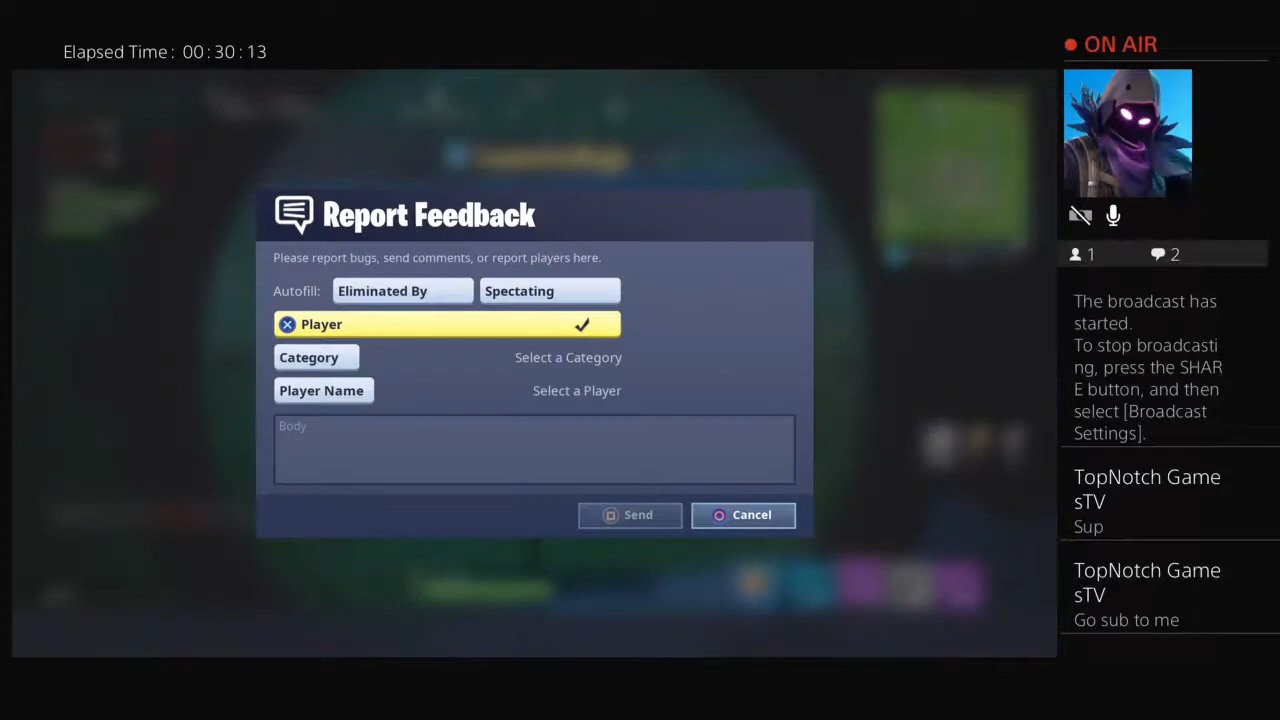 Elapsed Time: 00:30:13
ON AIR
Report Feedback
Please report bugs, send comments, or report players here.
Autofill: Eliminated By Spectating
Player
Category Select a Category
Player Name Select a Player
Body
Send Cancel
1 2
The broadcast has
started.
To stop broadcasti
ng, press the SHAR
E button, and then
select [Broadcast
Settings].
TopNotch Game
sTV
Sup
TopNotch Game
sTV
Go sub to me